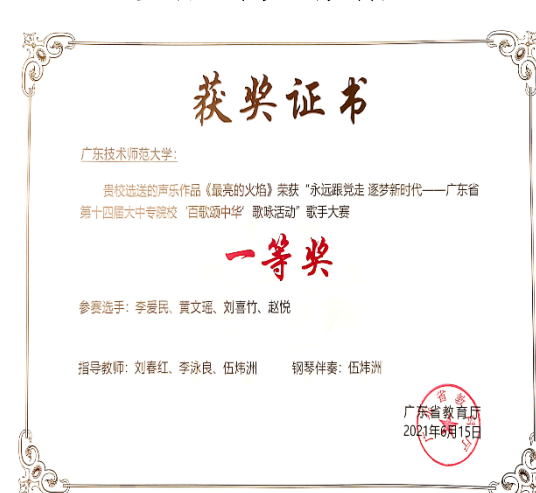 获奖证书
广东技术师范大学：
贵校选送的声乐作品《最亮的火焰》荣获“永远跟党走 逐梦新时代——广东省
第十四届大中专院校‘百歌颂中华’歌咏活动”歌手大赛
一等奖
参赛选手：李爱民、黄文瑶、刘喜竹、赵悦
指导教师：刘春红、李泳良、伍炜洲 钢琴伴奏：伍炜洲
广东省教育厅
2021年6月15日